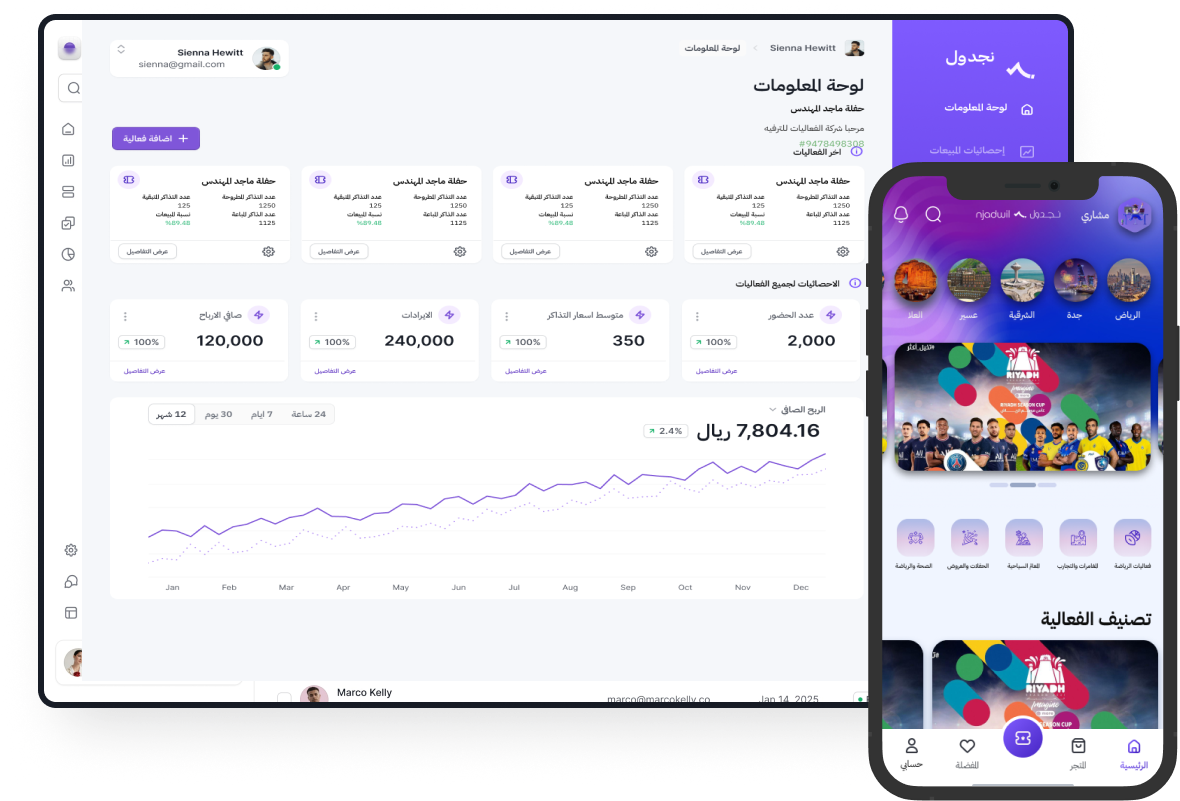 نجدول
لوحة المعلومات
إحصائيات المبيعات
Sienna Hewitt
لوحة المعلومات
Sienna Hewitt
sienna@gmail.com
لوحة المعلومات
حفلة ماجد المهندس
مرحبا شركة الفعاليات للترفيه
#9478498308
اضافة فعالية
اخر الفعاليات
حفلة ماجد المهندس
عدد التذاكر المطروحة
عدد التذاكر المتبقية
1250
125
عدد التذاكر المباعة
نسبة المبيعات
1125
%89.48
عرض التفاصيل
حفلة ماجد المهندس
عدد التذاكر المطروحة
عدد التذاكر المتبقية
1250
125
عدد التذاكر المباعة
نسبة المبيعات
1125
%89.48
عرض التفاصيل
حفلة ماجد المهندس
عدد التذاكر المطروحة
عدد التذاكر المتبقية
1250
125
عدد التذاكر المباعة
نسبة المبيعات
1125
%89.48
عرض التفاصيل
حفلة ماجد المهندس
عدد التذاكر المطروحة
عدد التذاكر المتبقية
1250
125
عدد التذاكر المباعة
نسبة المبيعات
1125
%89.48
عرض التفاصيل
الاحصائيات لجميع الفعاليات
عدد الحضور
2,000
100%
عرض التفاصيل
متوسط اسعار التذاكر
350
100%
عرض التفاصيل
الايرادات
240,000
100%
عرض التفاصيل
صافي الارباح
120,000
100%
عرض التفاصيل
الربح الصافي
7,804.16 ريال
2.4%
24 ساعة
7 ايام
30 يوم
12 شهر
Jan Feb Mar Apr May Jun Jul Aug Sep Oct Nov Dec
Marco Kelly
marco@marcokelly.co
Jan 14, 2025
مشاري
نجدول njadwil
الرياض
جدة
الشرقية
عسير
العلا
RIYADH
Imagine
RIYADH SEASON CUP
فعاليات الرياضة
المغامرات والتجارب
المعالم السياحية
الحفلات والعروض
الصحة والرياضة
تصنيف الفعالية
RIYADH
Imagine
SEASON CUP
الرئيسية
المتجر
المفضلة
حسابي